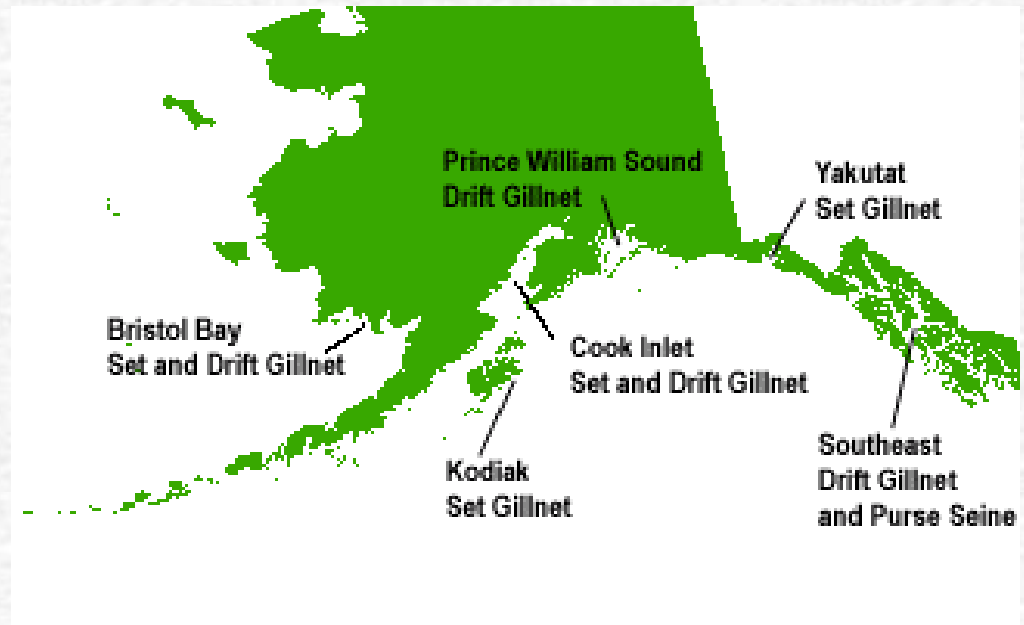 Prince William Sound
Drift Gillnet
Yakutat
Set Gillnet
Bristol Bay
Set and Drift Gillnet
Cook Inlet
Set and Drift Gillnet
Kodiak
Set Gillnet
Southeast
Drift Gillnet
and Purse Seine